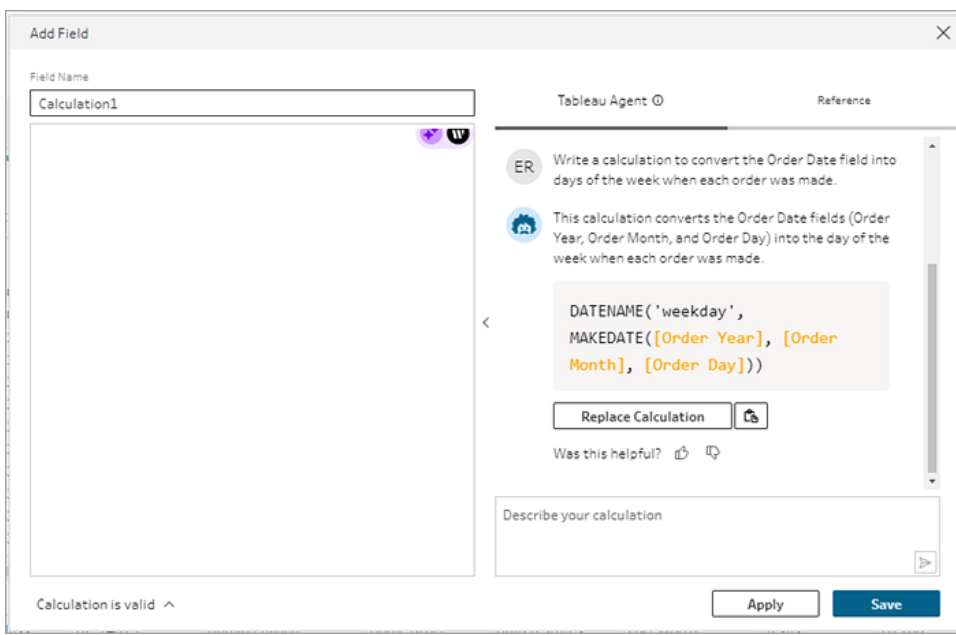 Add Field
Field Name
Calculation1
Tableau Agent
Reference
ER
Write a calculation to convert the Order Date field into
days of the week when each order was made.
This calculation converts the Order Date fields (Order
Year, Order Month, and Order Day) into the day of the
week when each order was made.
DATENAME('weekday',
MAKEDATE([Order Year], [Order
Month], [Order Day]))
Replace Calculation
Was this helpful?
Describe your calculation
Calculation is valid
Apply
Save